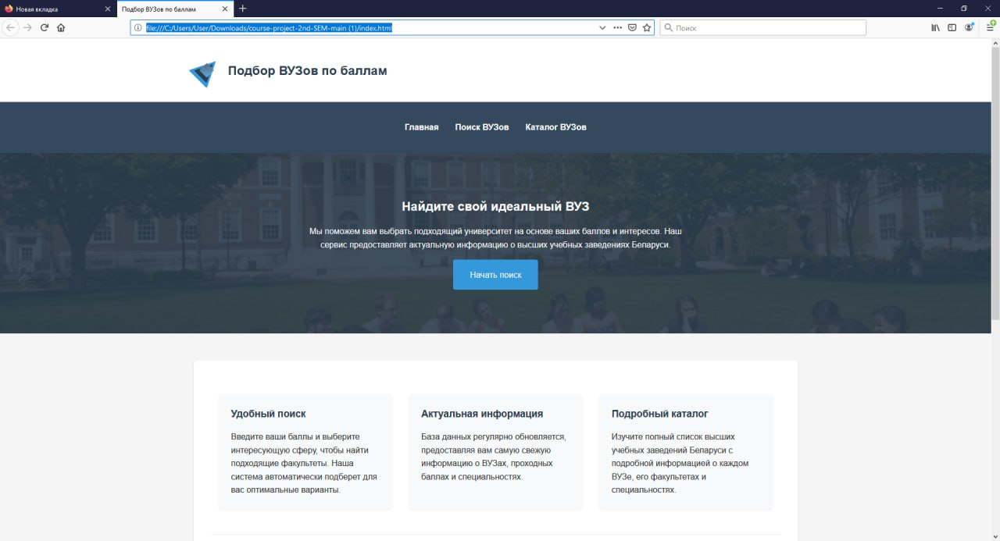 Новая вкладка
Подбор ВУЗов по баллам
file:///C:/Users/User/Downloads/course-project-2nd-SEM-main (1)/index.html
Поиск
Подбор ВУЗов по баллам
Главная Поиск ВУЗов Каталог ВУЗов
Найдите свой идеальный ВУЗ
Мы поможем вам выбрать подходящий университет на основе ваших баллов и интересов. Наш
сервис предоставляет актуальную информацию о высших учебных заведениях Беларуси.
Начать поиск
Удобный поиск
Введите ваши баллы и выберите
интересующую сферу, чтобы найти
подходящие факультеты. Наша
система автоматически подберет для
вас оптимальные варианты.
Актуальная информация
База данных регулярно обновляется,
предоставляя вам самую свежую
информацию о ВУЗах, проходных
баллах и специальностях.
Подробный каталог
Изучите полный список высших
учебных заведений Беларуси с
подробной информацией о каждом
ВУЗе, его факультетах и
специальностях.